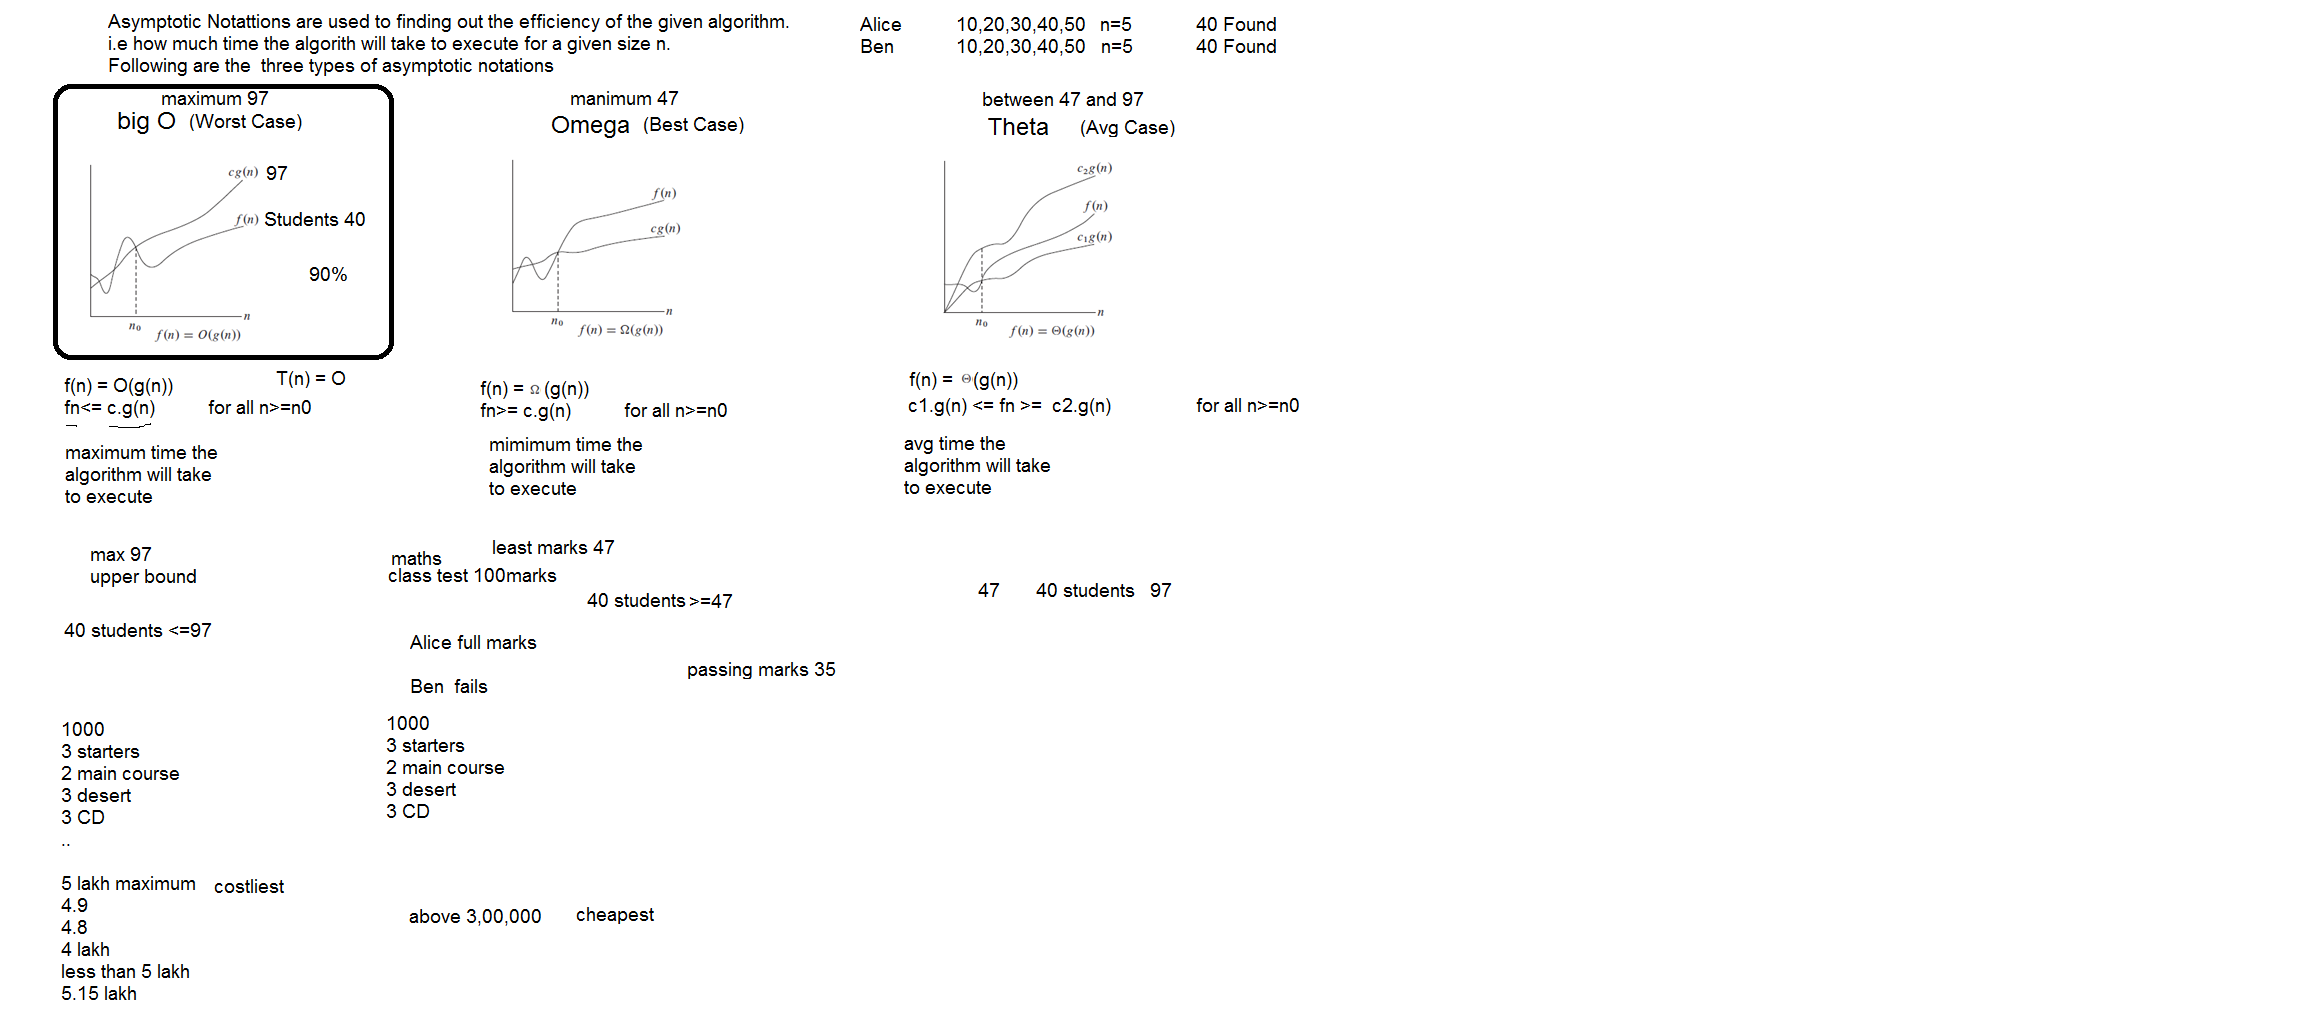 Asymptotic Notattions are used to finding out the efficiency of the given algorithm.
i.e how much time the algorith will take to execute for a given size n.
Following are the  three types of asymptotic notations
Alice 10,20,30,40,50 n=5 40 Found
Ben 10,20,30,40,50 n=5 40 Found
maximum 97
big O (Worst Case)
cg(n) 97
f(n) Students 40
90%
n
n0
f(n) = O(g(n))
manimum 47
Omega (Best Case)
f(n)
cg(n)
n
n0
f(n) = Ω(g(n))
between 47 and 97
Theta (Avg Case)
c2g(n)
f(n)
c1g(n)
n
n0
f(n) = Θ(g(n))
f(n) = O(g(n)) T(n) = O
fn<= c.g(n) for all n>=n0
maximum time the
algorithm will take
to execute
f(n) = Ω (g(n))
fn>= c.g(n) for all n>=n0
mimimum time the
algorithm will take
to execute
f(n) = Θ(g(n))
c1.g(n) <= fn >= c2.g(n) for all n>=n0
avg time the
algorithm will take
to execute
max 97
upper bound
40 students <=97
least marks 47
maths
class test 100marks
40 students >=47
47 40 students 97
Alice full marks
passing marks 35
Ben fails
1000
3 starters
2 main course
3 desert
3 CD
..
1000
3 starters
2 main course
3 desert
3 CD
5 lakh maximum costliest
4.9
4.8
4 lakh
less than 5 lakh
5.15 lakh
above 3,00,000 cheapest